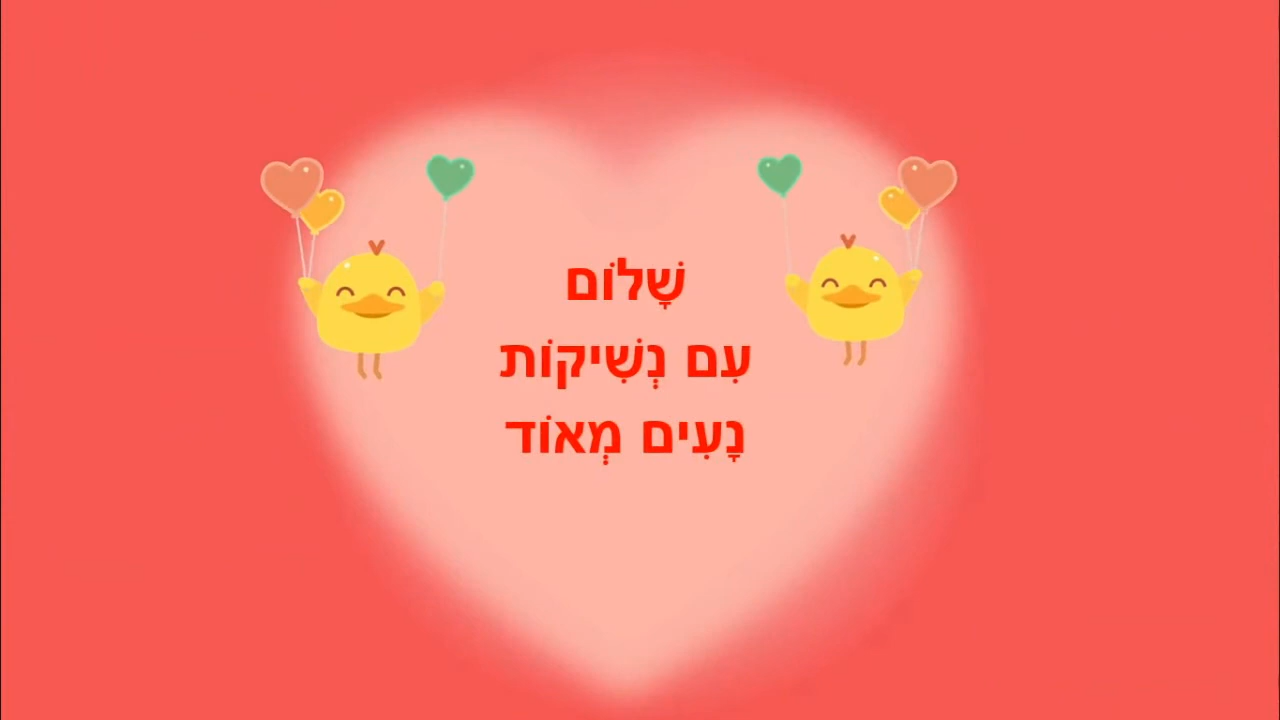 שָׁלוֹם
עִם נְשִׁיקוֹת
נָעִים מְאוֹד